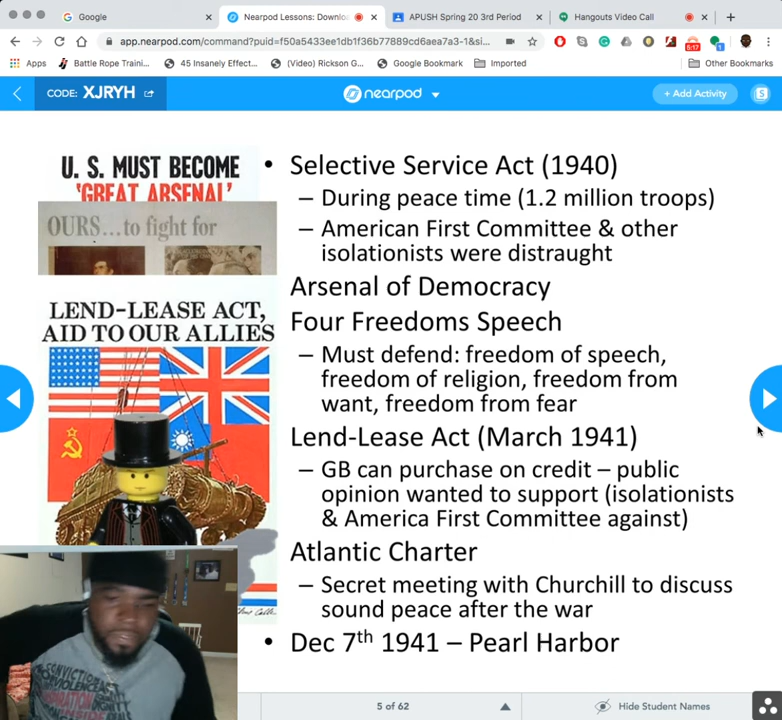 Google
Nearpod Lessons: Downlo
APUSH Spring 20 3rd Period
Hangouts Video Call
app.nearpod.com/command?puid=f50a5433ee1db1f36b77889cd6aea7a3-1&si...
Apps
Battle Rope Traini...
45 Insanely Effect...
(Video) Rickson G...
Google Bookmark
Imported
Other Bookmarks
CODE: XJRYH
nearpod
+ Add Activity
S
U. S. MUST BECOME
'GREAT ARSENAL'
OURS...to fight for
LEND-LEASE ACT,
AID TO OUR ALLIES
• Selective Service Act (1940)
– During peace time (1.2 million troops)
– American First Committee & other
isolationists were distraught
Arsenal of Democracy
Four Freedoms Speech
– Must defend: freedom of speech,
freedom of religion, freedom from
want, freedom from fear
Lend-Lease Act (March 1941)
– GB can purchase on credit – public
opinion wanted to support (isolationists
& America First Committee against)
Atlantic Charter
– Secret meeting with Churchill to discuss
sound peace after the war
• Dec 7th 1941 – Pearl Harbor
5 of 62
Hide Student Names